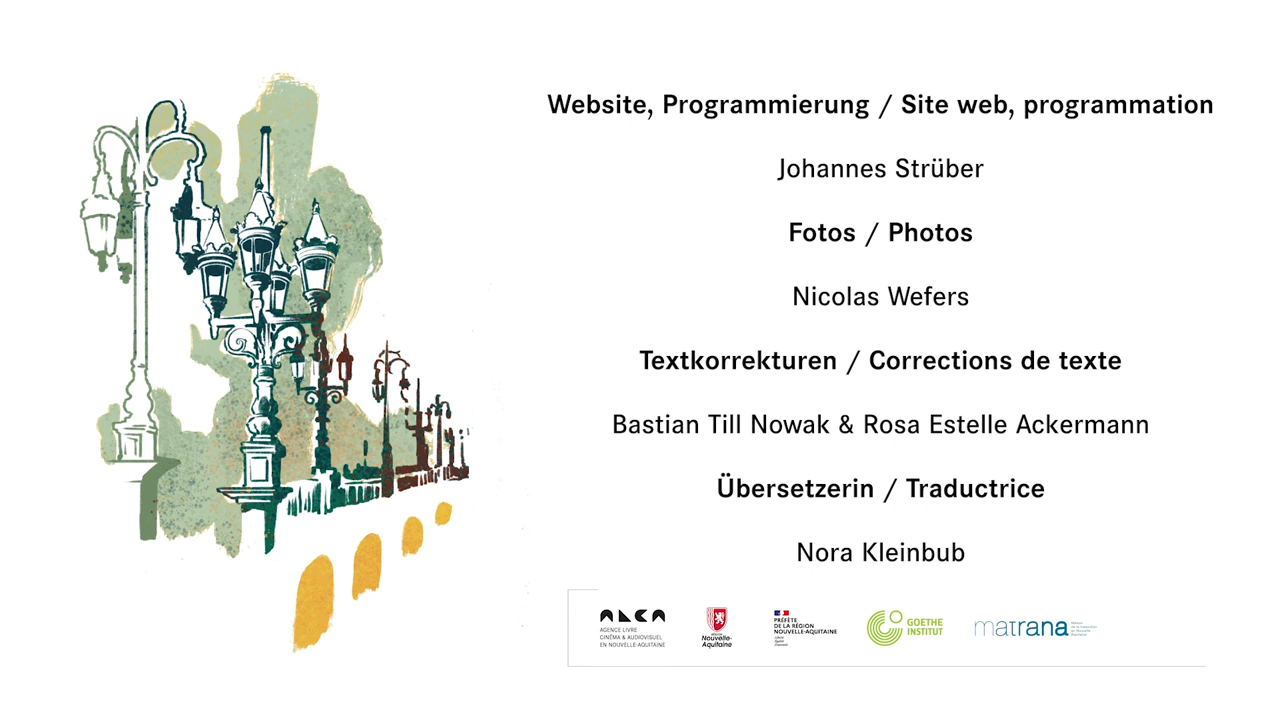 Website, Programmierung / Site web, programmation
Johannes Strüber
Fotos / Photos
Nicolas Wefers
Textkorrekturen / Corrections de texte
Bastian Till Nowak & Rosa Estelle Ackermann
Übersetzerin / Traductrice
Nora Kleinbub
ALCA
AGENCE LIVRE
CINÉMA & AUDIOVISUEL
EN NOUVELLE-AQUITAINE
Nouvelle-
Aquitaine
PRÉFÈTE
DE LA RÉGION
NOUVELLE-AQUITAINE
GOETHE
INSTITUT
matrana